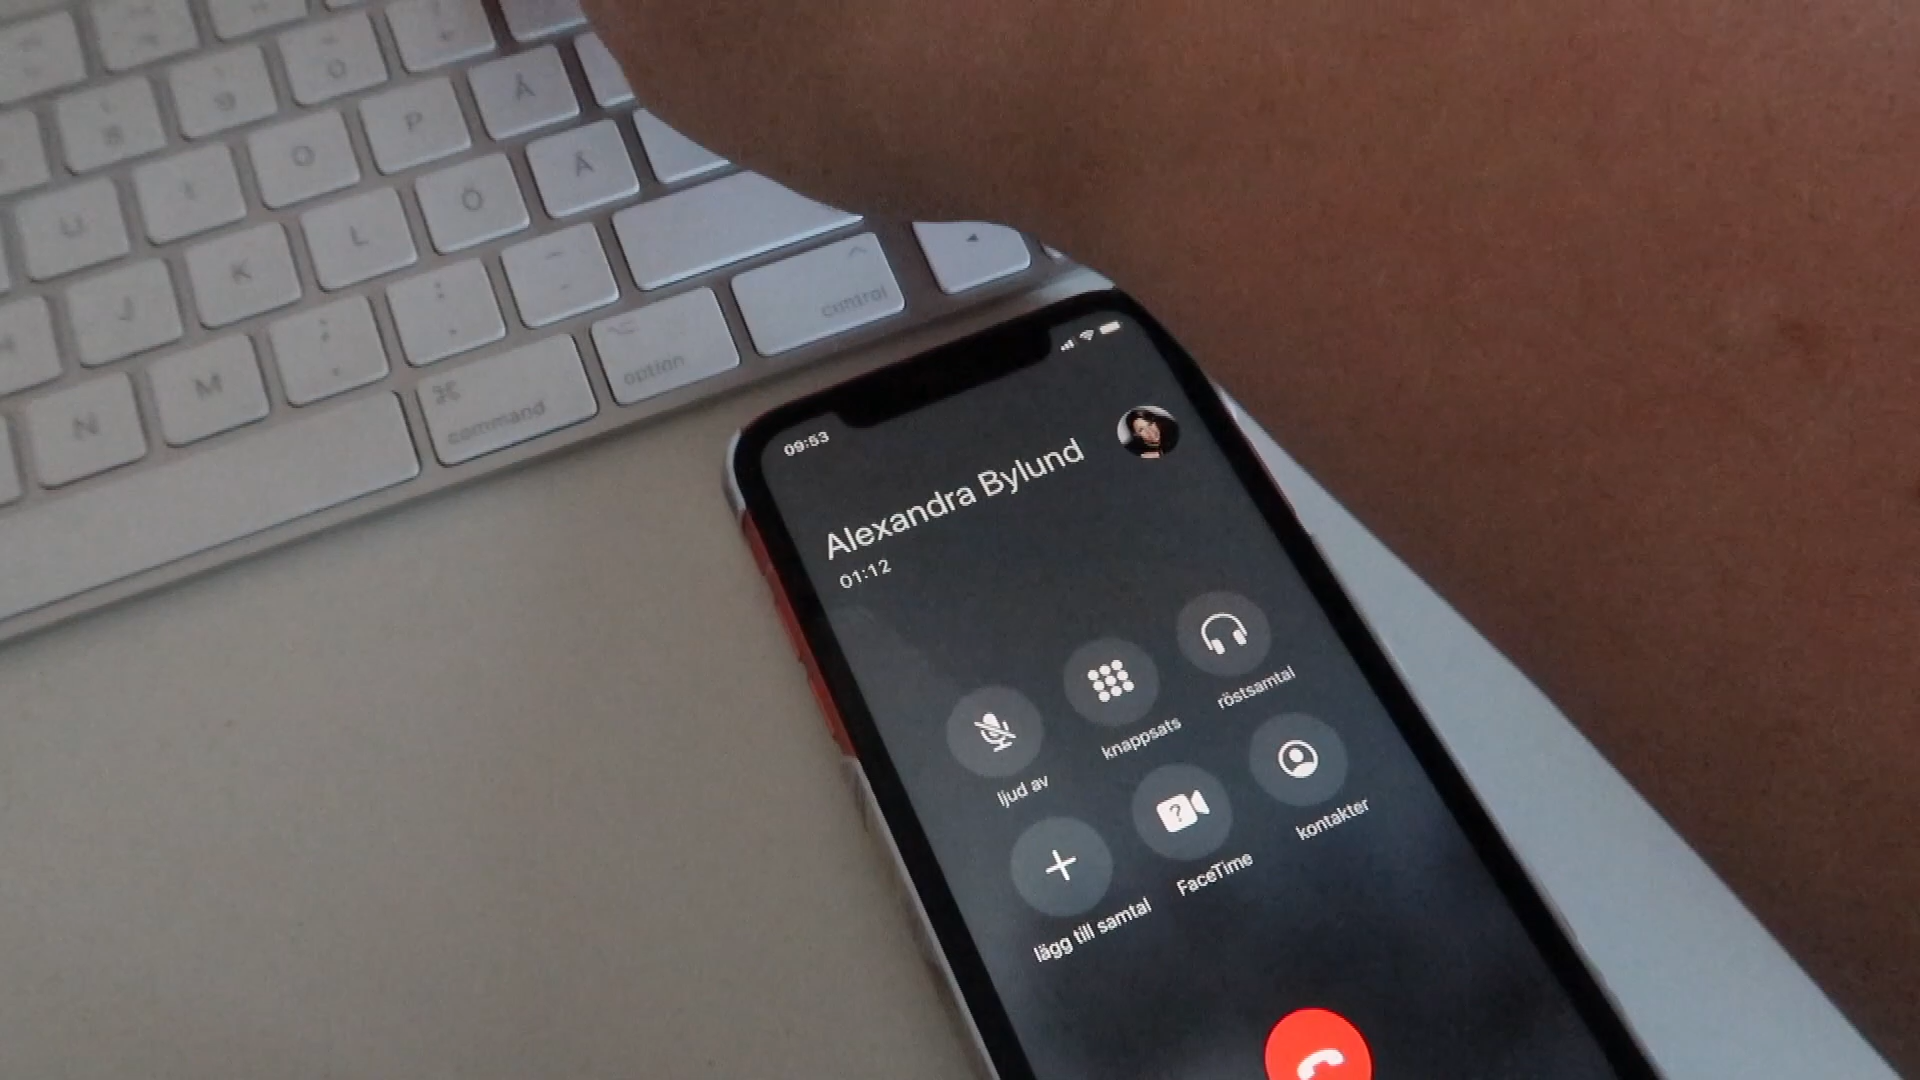 Å
P
O
Ä
Ö
U
L
K
J
M
N
control
option
command
09:53
Alexandra Bylund
01:12
ljud av
knappsats
röstsamtal
lägg till samtal
FaceTime
kontakter